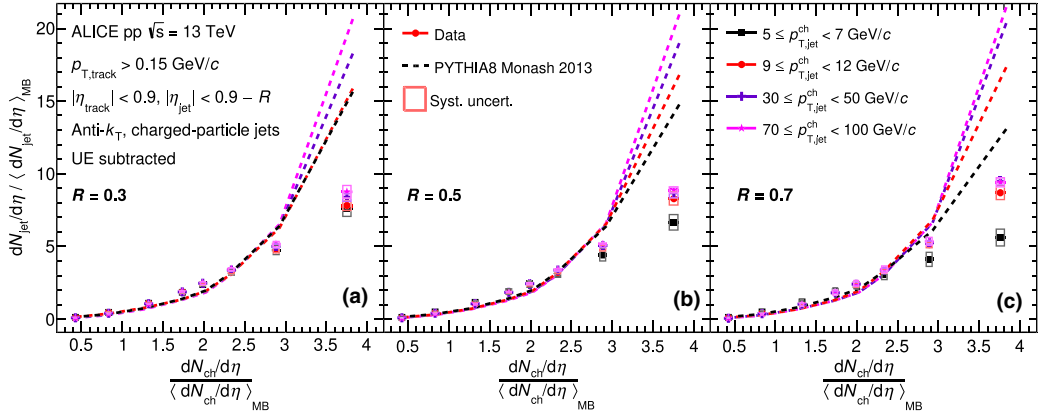 20
15
10
5
0
dN_jet/dη / ⟨ dN_jet/dη ⟩_MB
ALICE pp √s = 13 TeV
p_T,track > 0.15 GeV/c
|η_track| < 0.9, |η_jet| < 0.9 − R
Anti-k_T, charged-particle jets
UE subtracted
R = 0.3
(a)
0.5 1 1.5 2 2.5 3 3.5 4
dN_ch/dη
⟨ dN_ch/dη ⟩_MB
Data
PYTHIA8 Monash 2013
Syst. uncert.
R = 0.5
(b)
0.5 1 1.5 2 2.5 3 3.5 4
dN_ch/dη
⟨ dN_ch/dη ⟩_MB
5 ≤ p^ch_T,jet < 7 GeV/c
9 ≤ p^ch_T,jet < 12 GeV/c
30 ≤ p^ch_T,jet < 50 GeV/c
70 ≤ p^ch_T,jet < 100 GeV/c
R = 0.7
(c)
0.5 1 1.5 2 2.5 3 3.5 4
dN_ch/dη
⟨ dN_ch/dη ⟩_MB